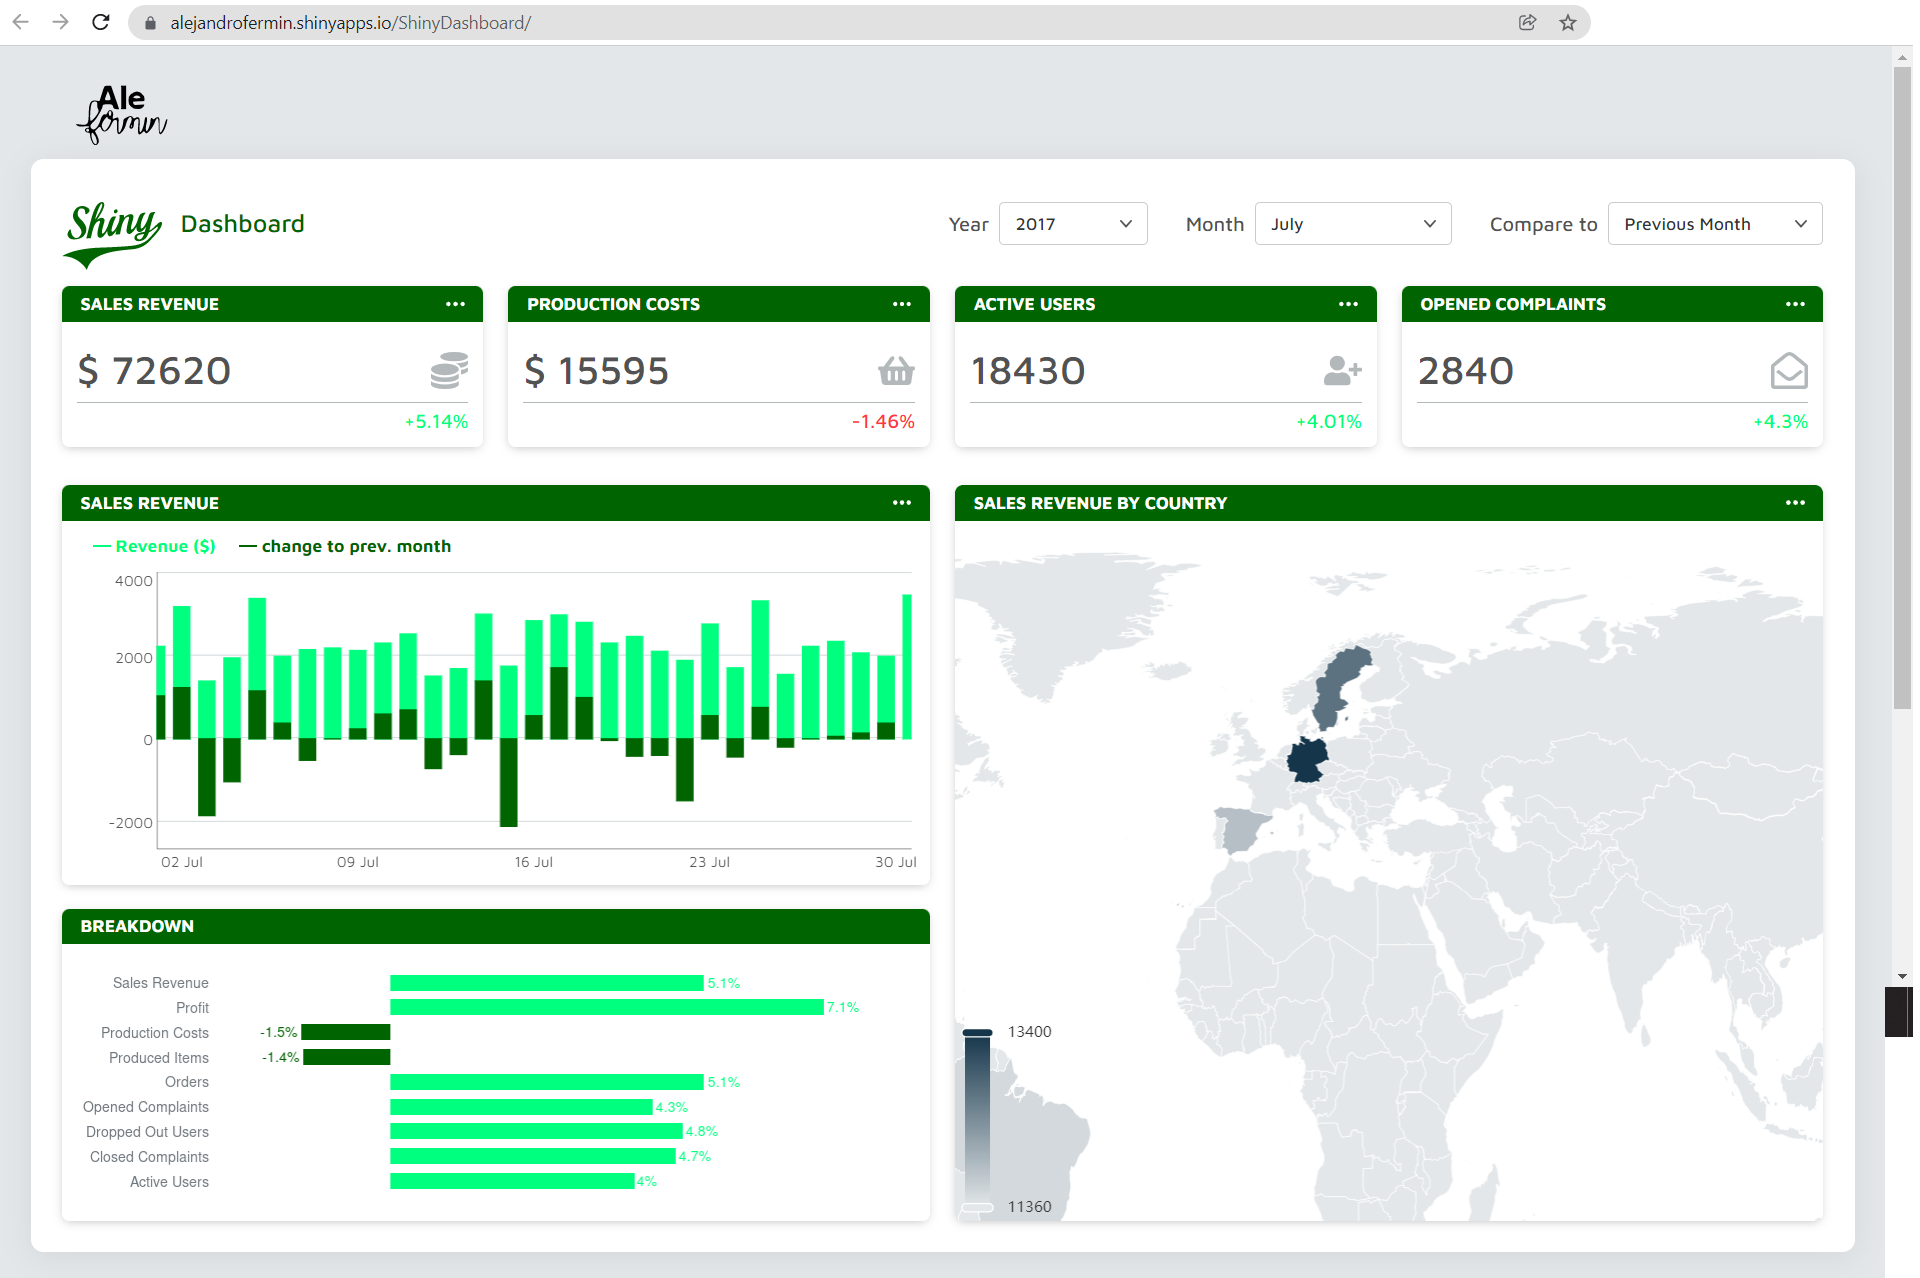 alejandrofermin.shinyapps.io/ShinyDashboard/
Ale
fermin
Shiny Dashboard
Year 2017 Month July Compare to Previous Month
SALES REVENUE
$ 72620
+5.14%
PRODUCTION COSTS
$ 15595
-1.46%
ACTIVE USERS
18430
+4.01%
OPENED COMPLAINTS
2840
+4.3%
SALES REVENUE
Revenue ($) change to prev. month
4000
2000
0
-2000
02 Jul 09 Jul 16 Jul 23 Jul 30 Jul
SALES REVENUE BY COUNTRY
13400
11360
BREAKDOWN
Sales Revenue 5.1%
Profit 7.1%
Production Costs -1.5%
Produced Items -1.4%
Orders 5.1%
Opened Complaints 4.3%
Dropped Out Users 4.8%
Closed Complaints 4.7%
Active Users 4%